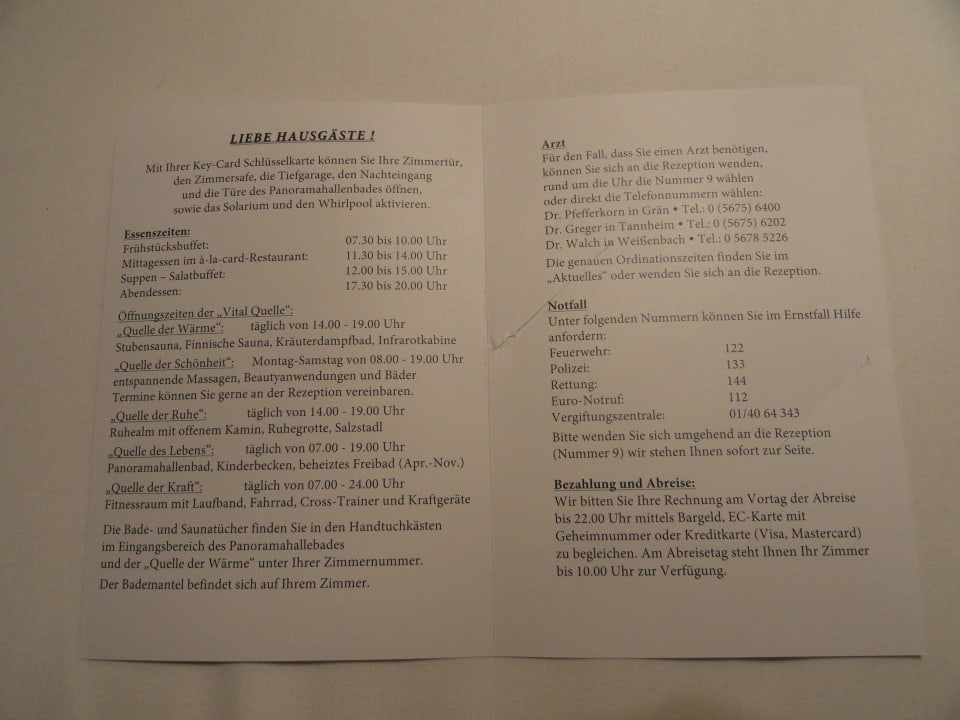 LIEBE HAUSGÄSTE !
Mit Ihrer Key-Card Schlüsselkarte können Sie Ihre Zimmertür,
den Zimmersafe, die Tiefgarage, den Nachteingang
und die Türe des Panoramahallenbades öffnen,
sowie das Solarium und den Whirlpool aktivieren.
Essenszeiten:
Frühstücksbuffet: 07.30 bis 10.00 Uhr
Mittagessen im à-la-card-Restaurant: 11.30 bis 14.00 Uhr
Suppen – Salatbuffet: 12.00 bis 15.00 Uhr
Abendessen: 17.30 bis 20.00 Uhr
Öffnungszeiten der „Vital Quelle“:
„Quelle der Wärme“: täglich von 14.00 - 19.00 Uhr
Stubensauna, Finnische Sauna, Kräuterdampfbad, Infrarotkabine
„Quelle der Schönheit“: Montag-Samstag von 08.00 - 19.00 Uhr
entspannende Massagen, Beautyanwendungen und Bäder
Termine können Sie gerne an der Rezeption vereinbaren.
„Quelle der Ruhe“: täglich von 14.00 - 19.00 Uhr
Ruhealm mit offenem Kamin, Ruhegrotte, Salzstadl
„Quelle des Lebens“: täglich von 07.00 - 19.00 Uhr
Panoramahallenbad, Kinderbecken, beheiztes Freibad (Apr.-Nov.)
„Quelle der Kraft“: täglich von 07.00 - 24.00 Uhr
Fitnessraum mit Laufband, Fahrrad, Cross-Trainer und Kraftgeräte
Die Bade- und Saunatücher finden Sie in den Handtuchkästen
im Eingangsbereich des Panoramahallebades
und der „Quelle der Wärme“ unter Ihrer Zimmernummer.
Der Bademantel befindet sich auf Ihrem Zimmer.
Arzt
Für den Fall, dass Sie einen Arzt benötigen,
können Sie sich an die Rezeption wenden,
rund um die Uhr die Nummer 9 wählen
oder direkt die Telefonnummern wählen:
Dr. Pfefferkorn in Grän • Tel.: 0 (5675) 6400
Dr. Greger in Tannheim • Tel.: 0 (5675) 6202
Dr. Walch in Weißenbach • Tel.: 0 5678 5226
Die genauen Ordinationszeiten finden Sie im
„Aktuelles“ oder wenden Sie sich an die Rezeption.
Notfall
Unter folgenden Nummern können Sie im Ernstfall Hilfe
anfordern:
Feuerwehr: 122
Polizei: 133
Rettung: 144
Euro-Notruf: 112
Vergiftungszentrale: 01/40 64 343
Bitte wenden Sie sich umgehend an die Rezeption
(Nummer 9) wir stehen Ihnen sofort zur Seite.
Bezahlung und Abreise:
Wir bitten Sie Ihre Rechnung am Vortag der Abreise
bis 22.00 Uhr mittels Bargeld, EC-Karte mit
Geheimnummer oder Kreditkarte (Visa, Mastercard)
zu begleichen. Am Abreisetag steht Ihnen Ihr Zimmer
bis 10.00 Uhr zur Verfügung.